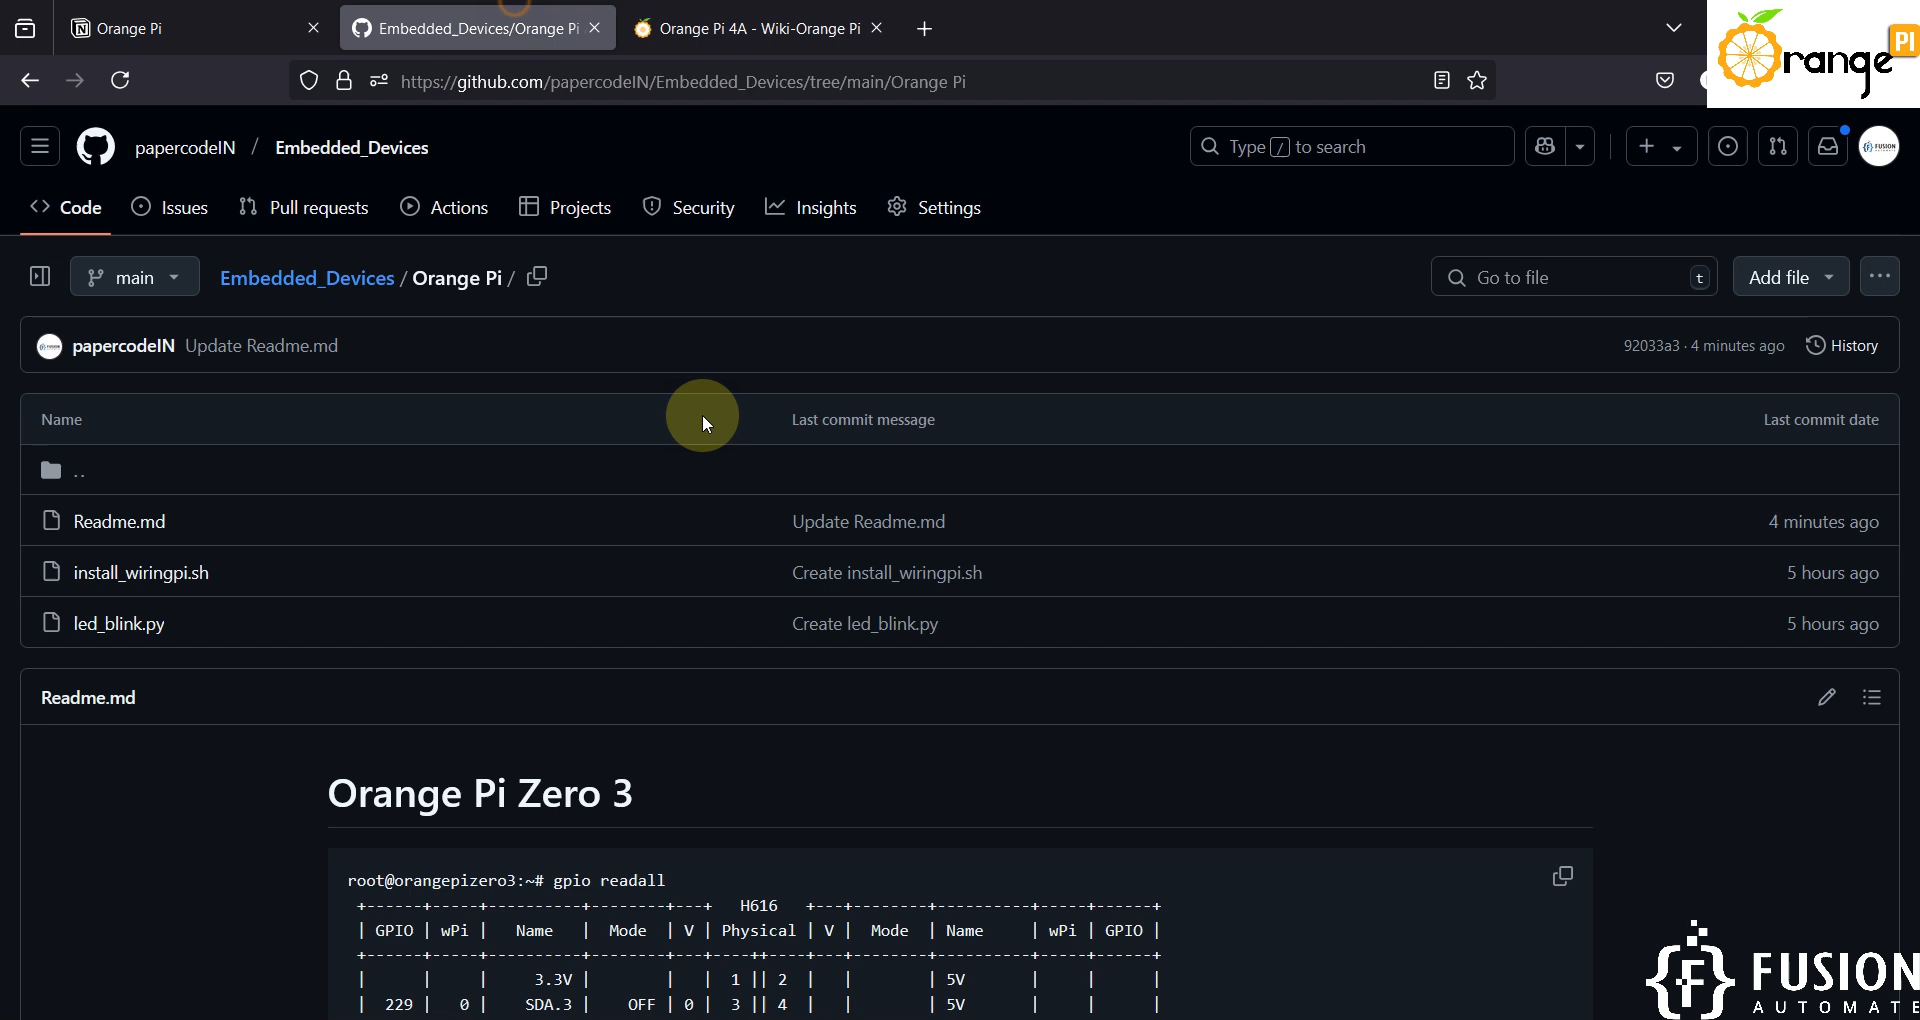 Orange Pi
Embedded_Devices/Orange Pi
Orange Pi 4A - Wiki-Orange Pi
range PI
https://github.com/papercodeIN/Embedded_Devices/tree/main/Orange Pi
papercodeIN / Embedded_Devices
Type / to search
Code Issues Pull requests Actions Projects Security Insights Settings
main Embedded_Devices / Orange Pi /
Go to file t Add file
papercodeIN Update Readme.md 92033a3 · 4 minutes ago History
Name Last commit message Last commit date
..
Readme.md Update Readme.md 4 minutes ago
install_wiringpi.sh Create install_wiringpi.sh 5 hours ago
led_blink.py Create led_blink.py 5 hours ago
Readme.md
Orange Pi Zero 3
root@orangepizero3:~# gpio readall
+------+-----+----------+--------+---+   H616   +---+--------+----------+-----+------+
| GPIO | wPi |   Name   |  Mode  | V | Physical | V |  Mode  | Name     | wPi | GPIO |
+------+-----+----------+--------+---+----++----+---+--------+----------+-----+------+
|      |     |     3.3V |        |   |  1 || 2  |   |        | 5V       |     |      |
|  229 |   0 |    SDA.3 |    OFF | 0 |  3 || 4  |   |        | 5V       |     |      |
{F} FUSION
AUTOMATE